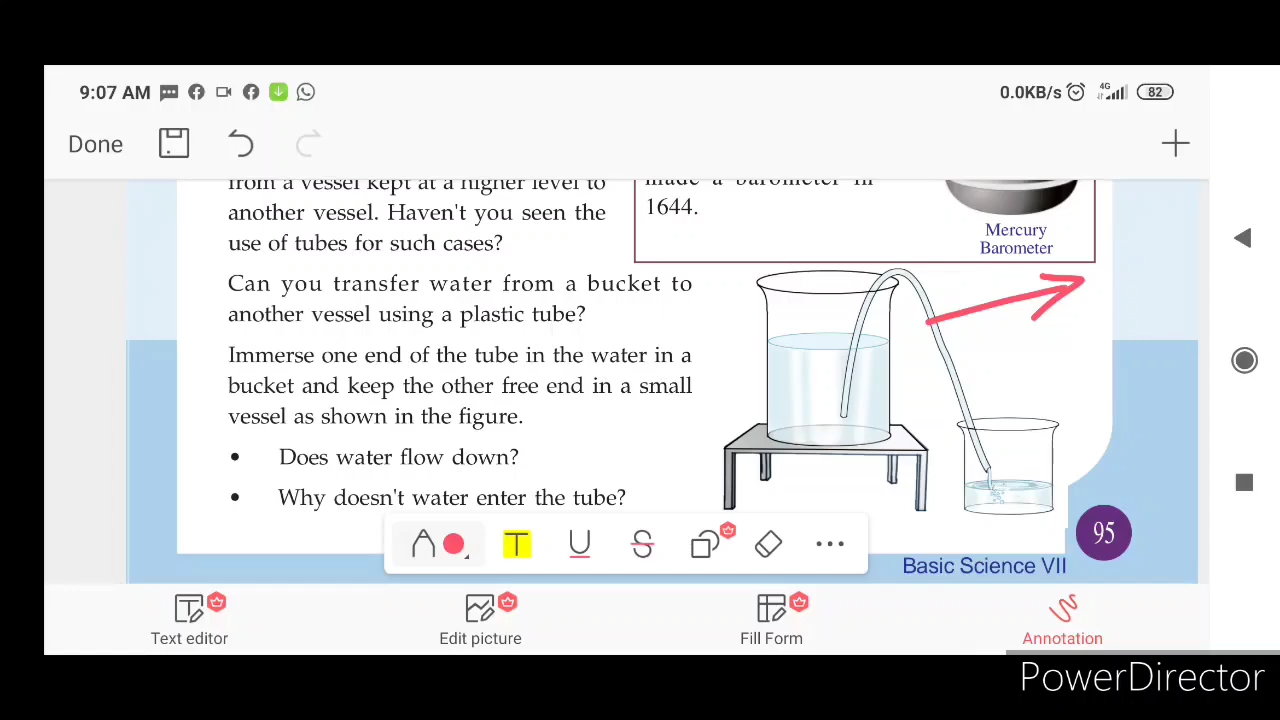 9:07 AM
0.0KB/s 4G 82
Done
from a vessel kept at a higher level to
another vessel. Haven't you seen the
use of tubes for such cases?
made a barometer in
1644.
Mercury
Barometer
Can you transfer water from a bucket to
another vessel using a plastic tube?
Immerse one end of the tube in the water in a
bucket and keep the other free end in a small
vessel as shown in the figure.
• Does water flow down?
• Why doesn't water enter the tube?
95
Basic Science VII
Text editor
Edit picture
Fill Form
Annotation
PowerDirector